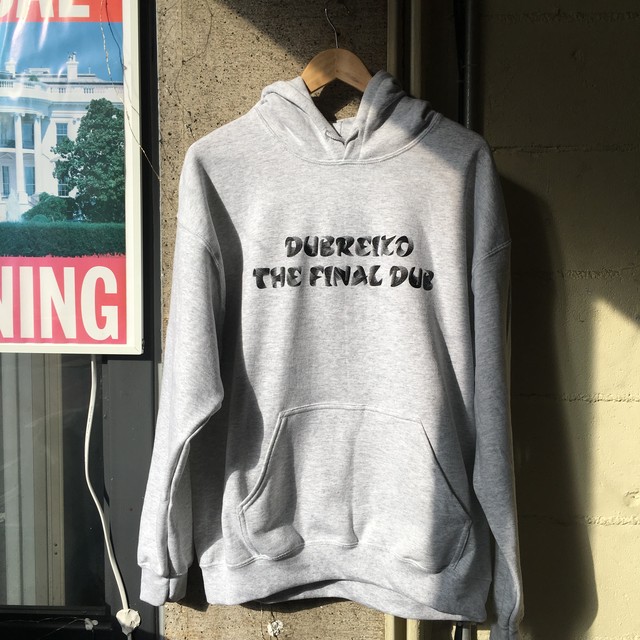 DUBREIKO
THE FINAL DUB
NING